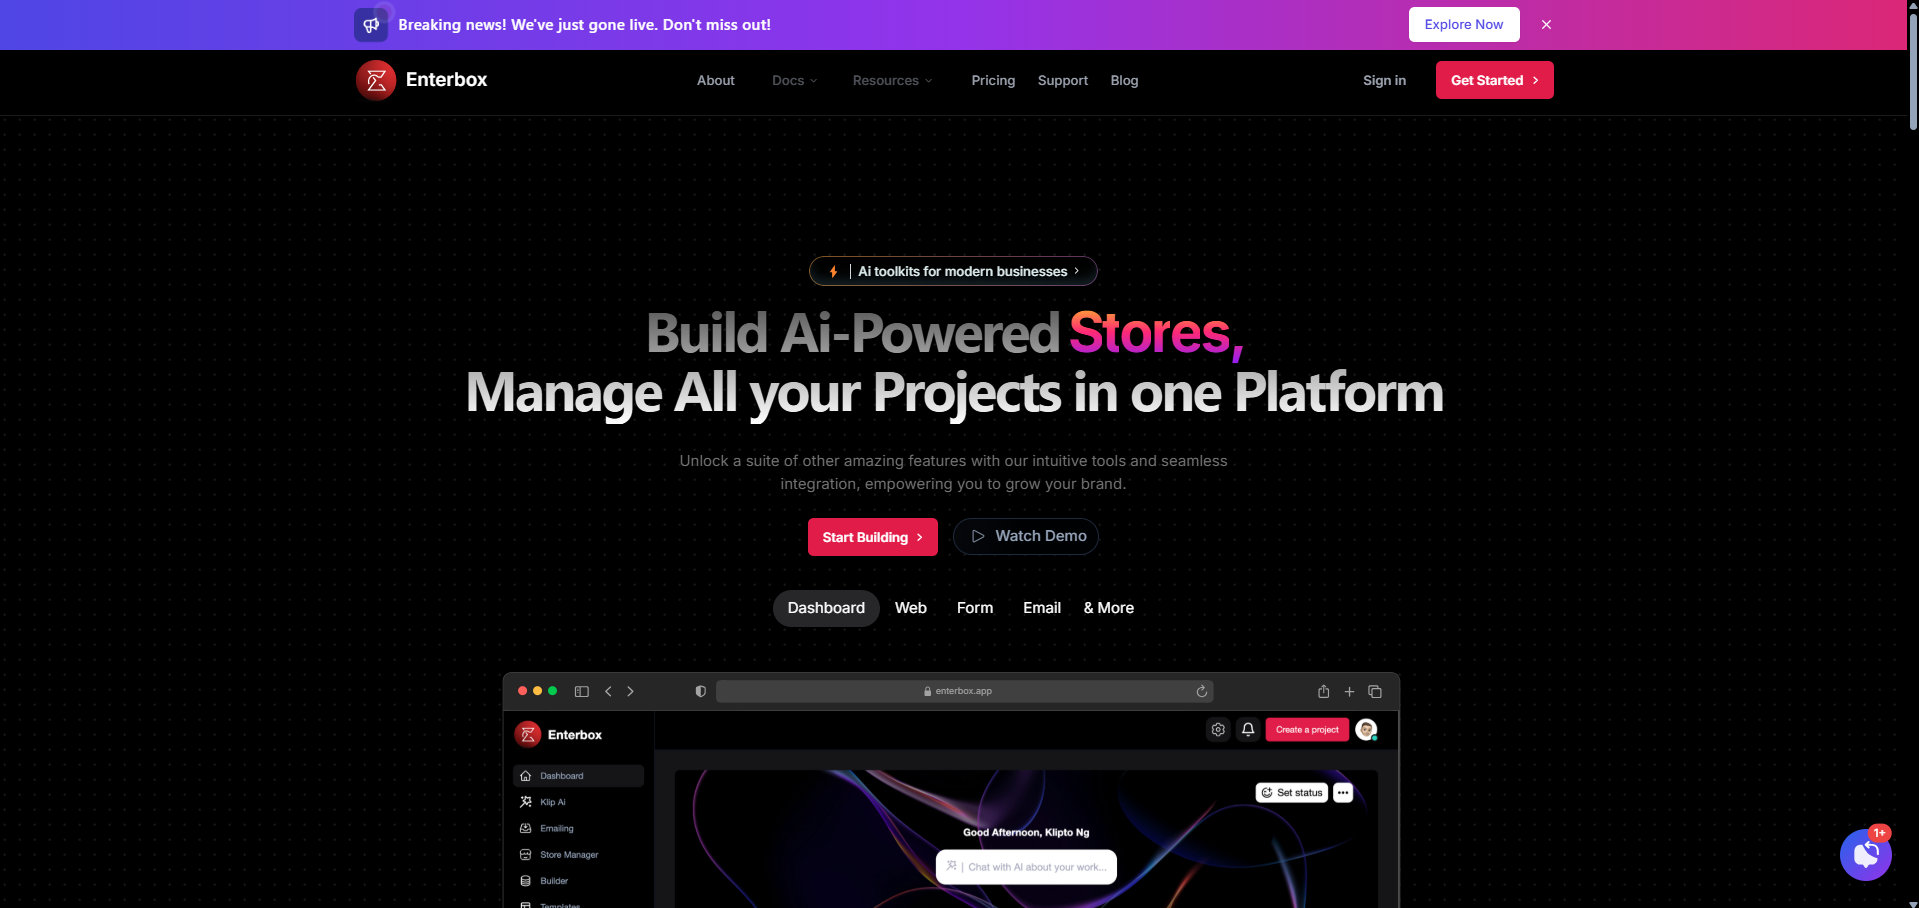 Breaking news! We've just gone live. Don't miss out!
Explore Now
Enterbox
About
Docs
Resources
Pricing
Support
Blog
Sign in
Get Started
Ai toolkits for modern businesses
Build Ai-Powered Stores,
Manage All your Projects in one Platform
Unlock a suite of other amazing features with our intuitive tools and seamless
integration, empowering you to grow your brand.
Start Building
Watch Demo
Dashboard
Web
Form
Email
& More
enterbox.app
Enterbox
Create a project
Dashboard
Klip Ai
Emailing
Store Manager
Builder
Templates
Set status
Good Afternoon, Klipto Ng
Chat with AI about your work...
1+